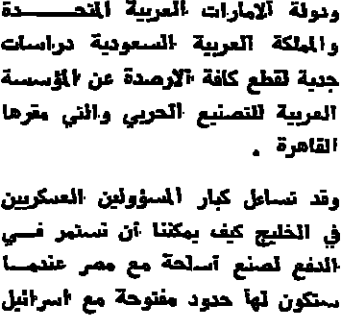 ودولة الامارات العربية المتحدة
والمملكة العربية السعودية دراسات
جدية لقطع كافة الارصدة عن المؤسسة
العربية للتصنيع الحربي والتي مقرها
القاهرة .
وقد تساءل كبار المسؤولين العسكريين
في الخليج كيف يمكننا أن نستمر في
الدفع لصنع أسلحة مع مصر عندما
ستكون لها حدود مفتوحة مع اسرائيل